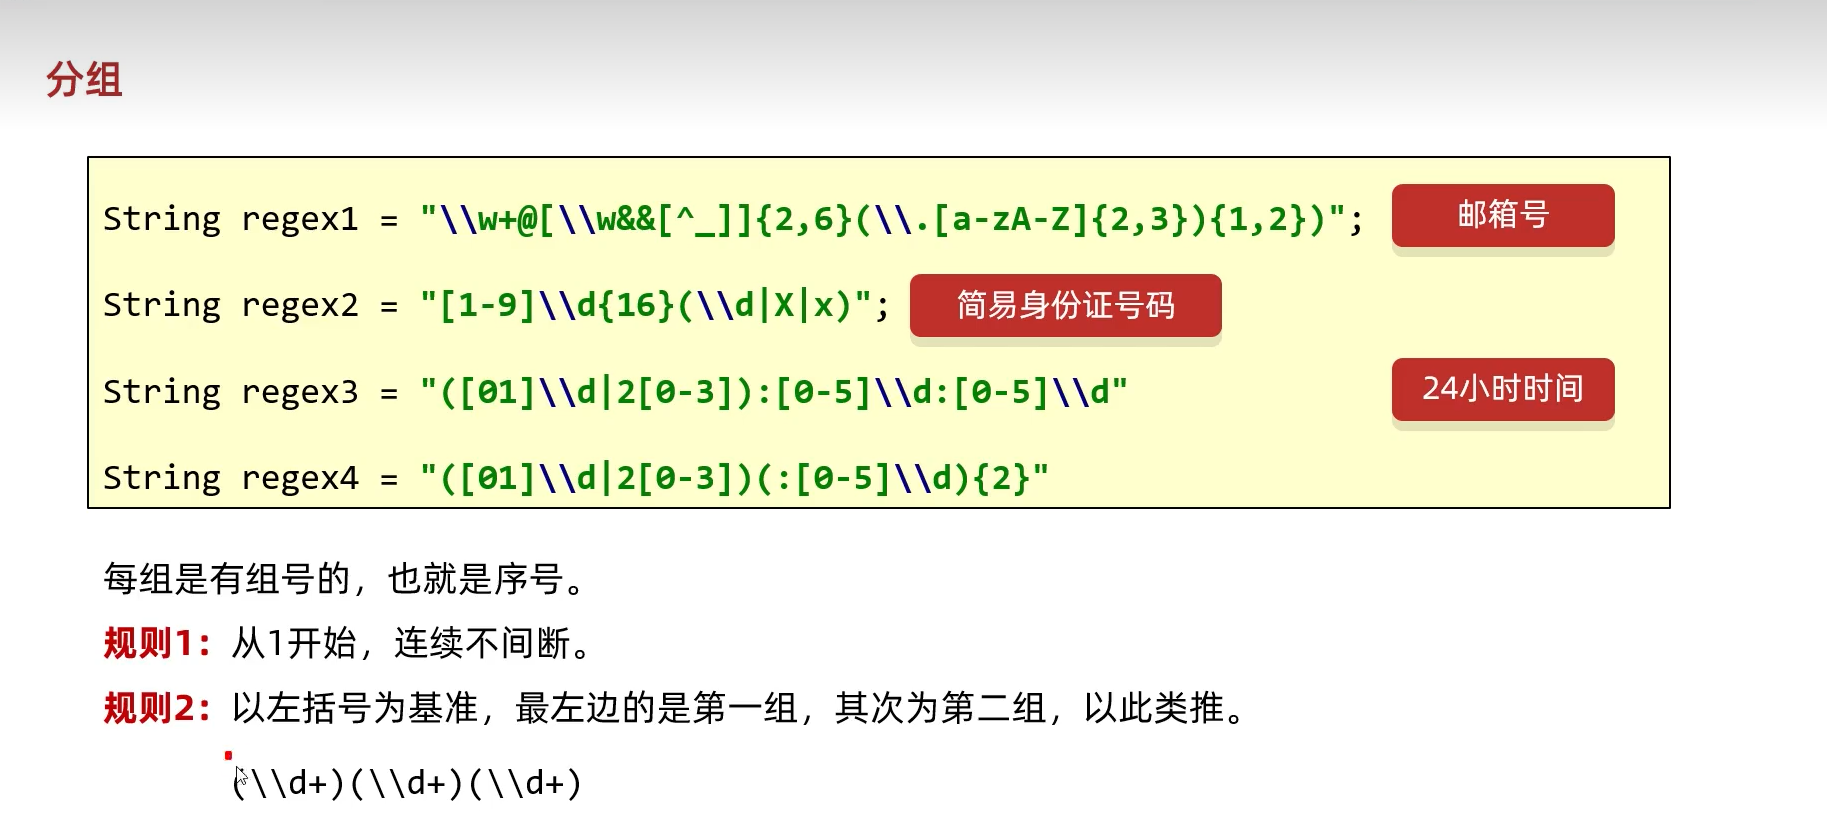 分组
String regex1 = "\\w+@[\\w&&[^_]]{2,6}(\\.[a-zA-Z]{2,3}){1,2})"; 邮箱号
String regex2 = "[1-9]\\d{16}(\\d|X|x)"; 简易身份证号码
String regex3 = "([01]\\d|2[0-3]):[0-5]\\d:[0-5]\\d" 24小时时间
String regex4 = "([01]\\d|2[0-3])(:[0-5]\\d){2}"
每组是有组号的，也就是序号。
规则1：从1开始，连续不间断。
规则2：以左括号为基准，最左边的是第一组，其次为第二组，以此类推。
(\\d+)(\\d+)(\\d+)